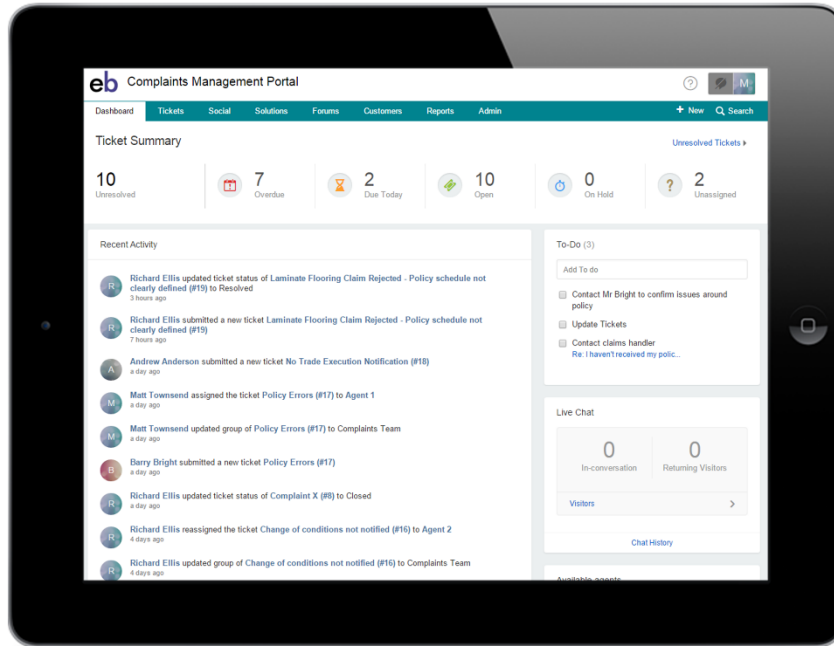 eb Complaints Management Portal
?
M
Dashboard Tickets Social Solutions Forums Customers Reports Admin + New Search
Ticket Summary
Unresolved Tickets
10
Unresolved
7
Overdue
2
Due Today
10
Open
0
On Hold
?
2
Unassigned
Recent Activity
R
Richard Ellis updated ticket status of Laminate Flooring Claim Rejected - Policy schedule not
clearly defined (#19) to Resolved
3 hours ago
R
Richard Ellis submitted a new ticket Laminate Flooring Claim Rejected - Policy schedule not
clearly defined (#19)
7 hours ago
A
Andrew Anderson submitted a new ticket No Trade Execution Notification (#18)
a day ago
M
Matt Townsend assigned the ticket Policy Errors (#17) to Agent 1
a day ago
M
Matt Townsend updated group of Policy Errors (#17) to Complaints Team
a day ago
B
Barry Bright submitted a new ticket Policy Errors (#17)
a day ago
R
Richard Ellis updated ticket status of Complaint X (#8) to Closed
a day ago
R
Richard Ellis reassigned the ticket Change of conditions not notified (#16) to Agent 2
4 days ago
R
Richard Ellis updated group of Change of conditions not notified (#16) to Complaints Team
4 days ago
To-Do (3)
Add To do
Contact Mr Bright to confirm issues around
policy
Update Tickets
Contact claims handler
Re: I haven't received my polic...
Live Chat
0
In-conversation
0
Returning Visitors
Visitors
Chat History
Available agents